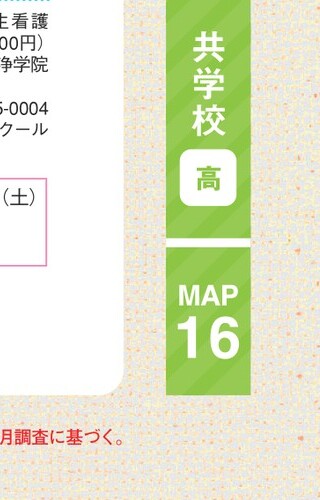 生看護
00円）
浄学院
5-0004
クール
（土）
共学校
高
MAP
16
月調査に基づく。